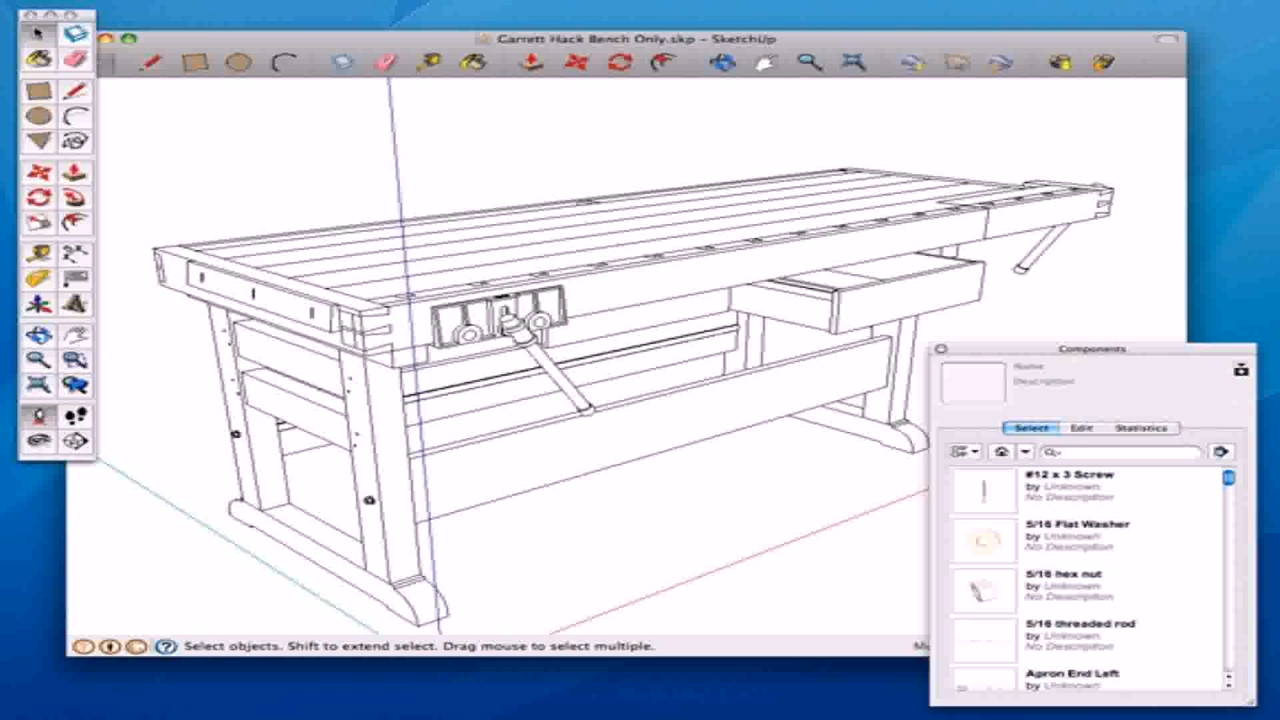 Garrett Hack Bench Only.skp – SketchUp
Components
Name
Description
Select Edit Statistics
#12 x 3 Screw
by Unknown
No Description
5/16 Flat Washer
by Unknown
No Description
5/16 hex nut
by Unknown
No Description
5/16 threaded rod
by Unknown
No Description
Apron End Left
by Unknown
Select objects. Shift to extend select. Drag mouse to select multiple.